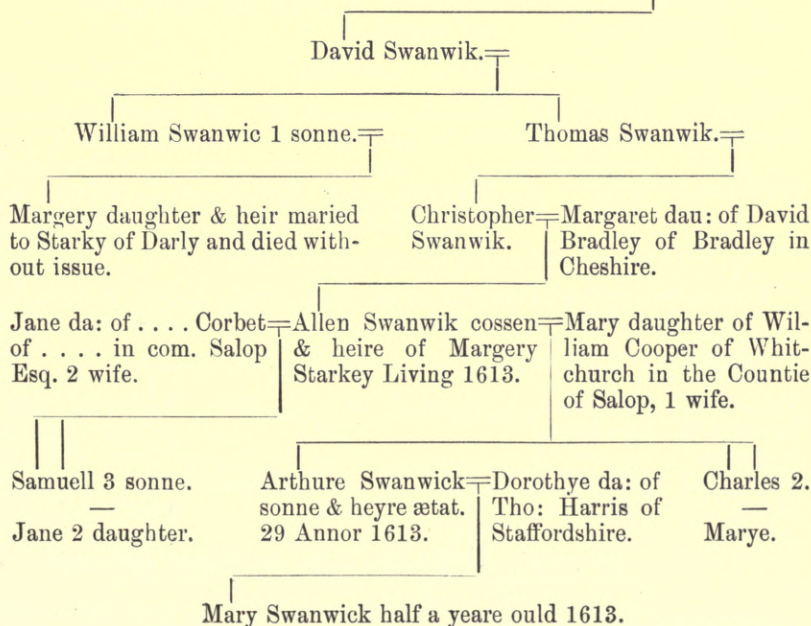 David Swanwik.
William Swanwic 1 sonne.
Thomas Swanwik.
Margery daughter & heir maried
to Starky of Darly and died with-
out issue.
Christopher
Swanwik.
Margaret dau: of David
Bradley of Bradley in
Cheshire.
Jane da: of .... Corbet
of .... in com. Salop
Esq. 2 wife.
Allen Swanwik cossen
& heire of Margery
Starkey Living 1613.
Mary daughter of Wil-
liam Cooper of Whit-
church in the Countie
of Salop, 1 wife.
Samuell 3 sonne.
—
Jane 2 daughter.
Arthure Swanwick
sonne & heyre ætat.
29 Annor 1613.
Dorothye da: of
Tho: Harris of
Staffordshire.
Charles 2.
—
Marye.
Mary Swanwick half a yeare ould 1613.